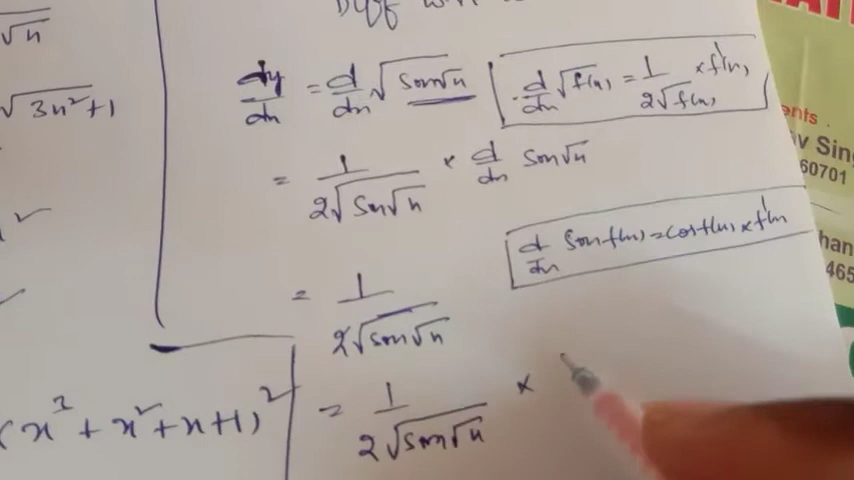 √x
√3x²+1
Diff w.r.
dy/dx = d/dx √sin√x [d/dx √f(x) = 1/2√f(x) × f'(x)]
= 1/2√sin√x × d/dx sin√x
[d/dx sin f(x) = cos f(x) × f'(x)]
= 1/2√sin√x
(x³ + x² + x + 1)²
= 1/2√sin√x ×
ents
v Sin
60701
han
465